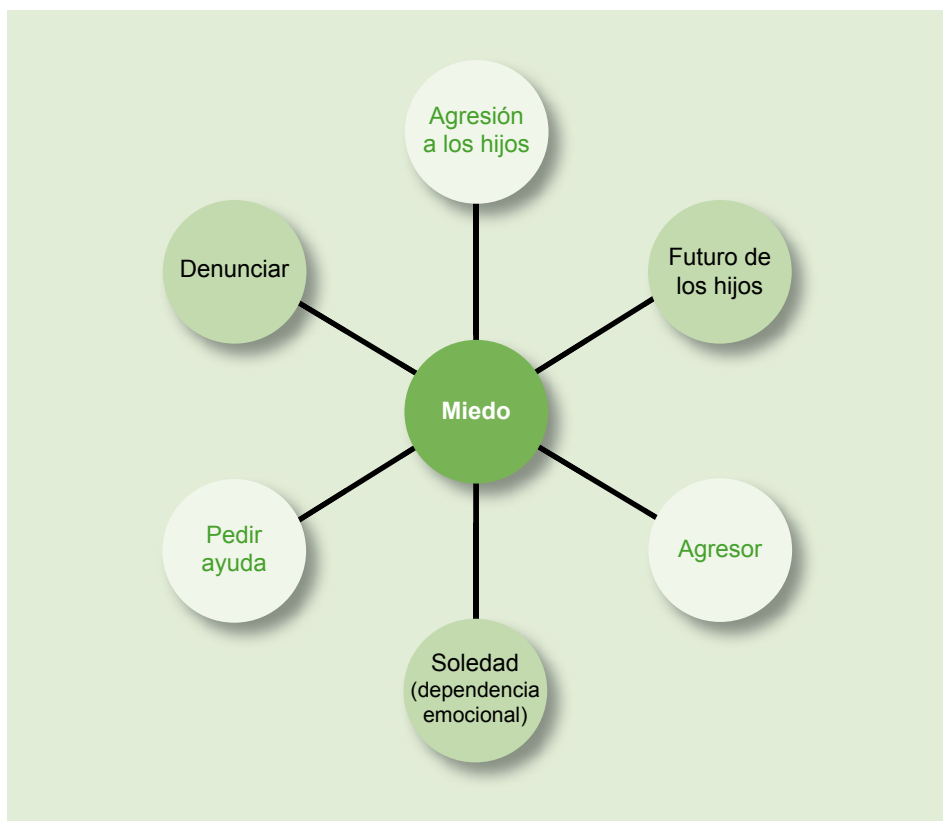 Agresión
a los hijos
Denunciar
Futuro de
los hijos
Miedo
Pedir
ayuda
Agresor
Soledad
(dependencia
emocional)